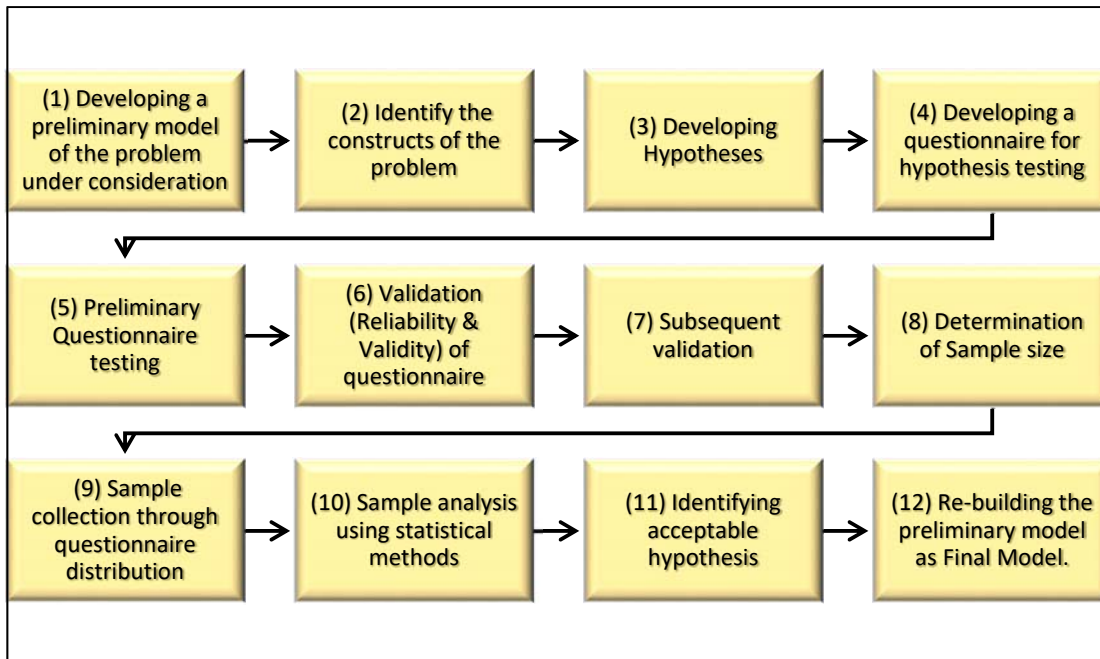 (1) Developing a
preliminary model
of the problem
under consideration
(2) Identify the
constructs of the
problem
(3) Developing
Hypotheses
(4) Developing a
questionnaire for
hypothesis testing
(5) Preliminary
Questionnaire
testing
(6) Validation
(Reliability &
Validity) of
questionnaire
(7) Subsequent
validation
(8) Determination
of Sample size
(9) Sample
collection through
questionnaire
distribution
(10) Sample analysis
using statistical
methods
(11) Identifying
acceptable
hypothesis
(12) Re-building the
preliminary model
as Final Model.